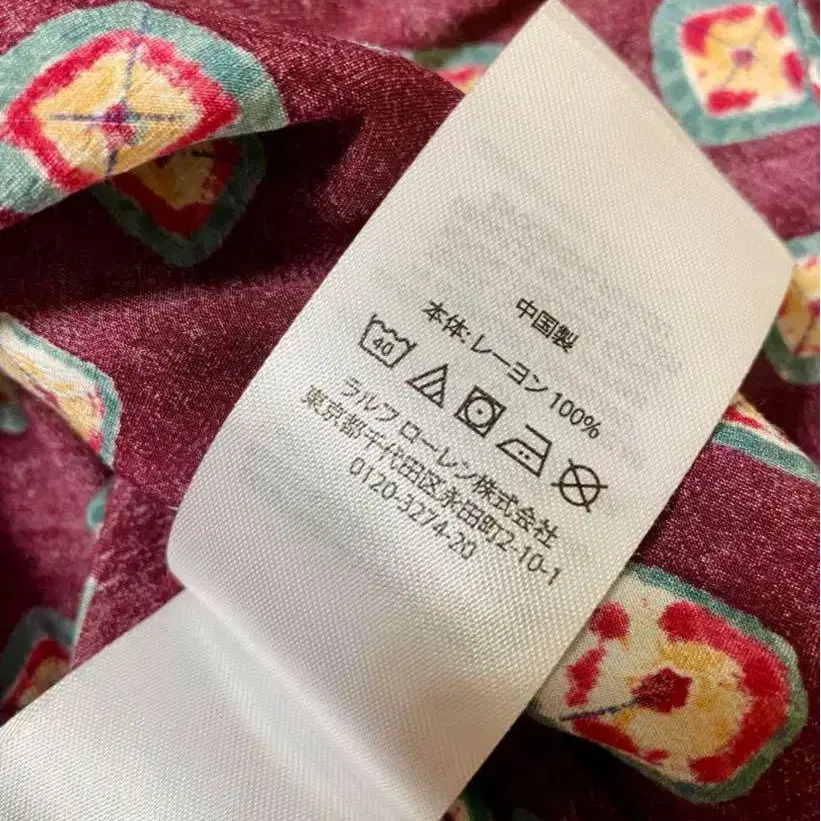 中国製
本体: レーヨン 100%
40
ラルフ ローレン株式会社
東京都千代田区永田町2-10-1
0120-3274-20